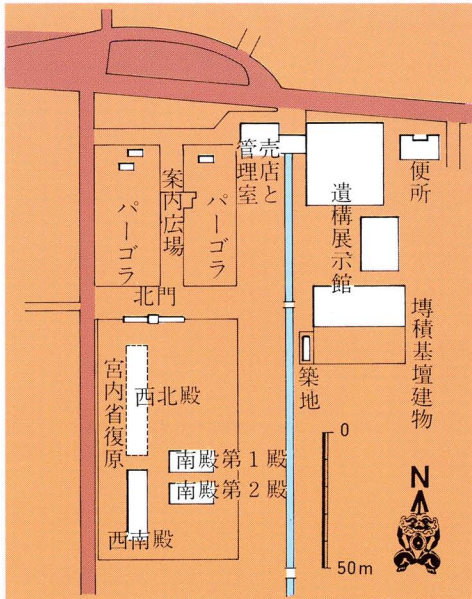 売店と
管理室
便所
遺構展示館
案内広場
パーゴラ
パーゴラ
北門
塼積基壇建物
築地
宮内省復原
西北殿
南殿第1殿
南殿第2殿
西南殿
0
50m
N